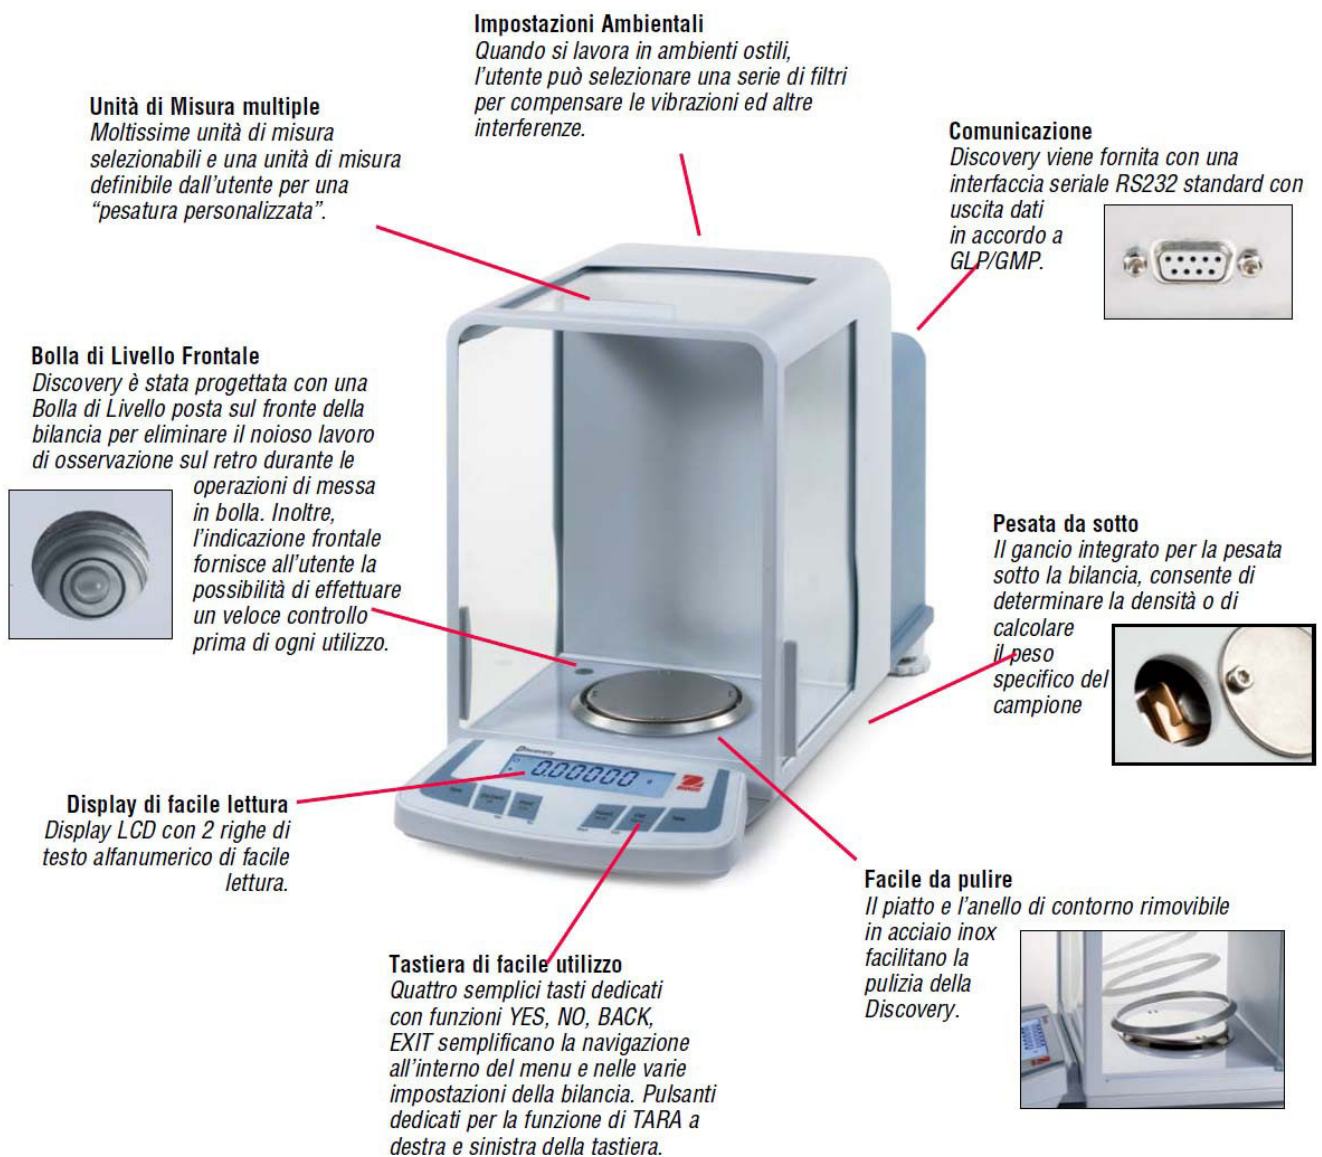 Impostazioni Ambientali
Quando si lavora in ambienti ostili,
l'utente può selezionare una serie di filtri
per compensare le vibrazioni ed altre
interferenze.
Unità di Misura multiple
Moltissime unità di misura
selezionabili e una unità di misura
definibile dall'utente per una
“pesatura personalizzata”.
Comunicazione
Discovery viene fornita con una
interfaccia seriale RS232 standard con
uscita dati
in accordo a
GLP/GMP.
Bolla di Livello Frontale
Discovery è stata progettata con una
Bolla di Livello posta sul fronte della
bilancia per eliminare il noioso lavoro
di osservazione sul retro durante le
operazioni di messa
in bolla. Inoltre,
l'indicazione frontale
fornisce all'utente la
possibilità di effettuare
un veloce controllo
prima di ogni utilizzo.
Pesata da sotto
Il gancio integrato per la pesata
sotto la bilancia, consente di
determinare la densità o di
calcolare
il peso
specifico del
campione
Discovery
0.00000 g
Display di facile lettura
Display LCD con 2 righe di
testo alfanumerico di facile
lettura.
Facile da pulire
Il piatto e l'anello di contorno rimovibile
in acciaio inox
facilitano la
pulizia della
Discovery.
Tastiera di facile utilizzo
Quattro semplici tasti dedicati
con funzioni YES, NO, BACK,
EXIT semplificano la navigazione
all'interno del menu e nelle varie
impostazioni della bilancia. Pulsanti
dedicati per la funzione di TARA a
destra e sinistra della tastiera.